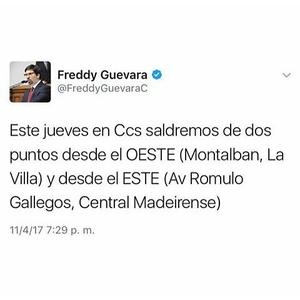 Freddy Guevara
@FreddyGuevaraC
Este jueves en Ccs saldremos de dos
puntos desde el OESTE (Montalban, La
Villa) y desde el ESTE (Av Romulo
Gallegos, Central Madeirense)
11/4/17 7:29 p. m.